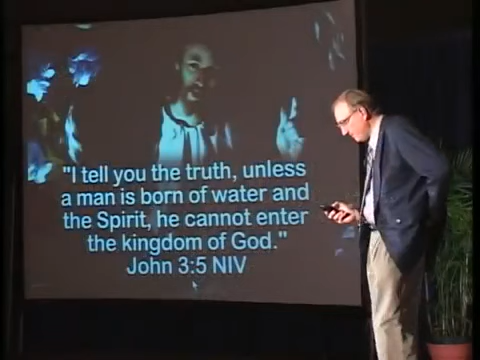 "I tell you the truth, unless
a man is born of water and
the Spirit, he cannot enter
the kingdom of God."
John 3:5 NIV